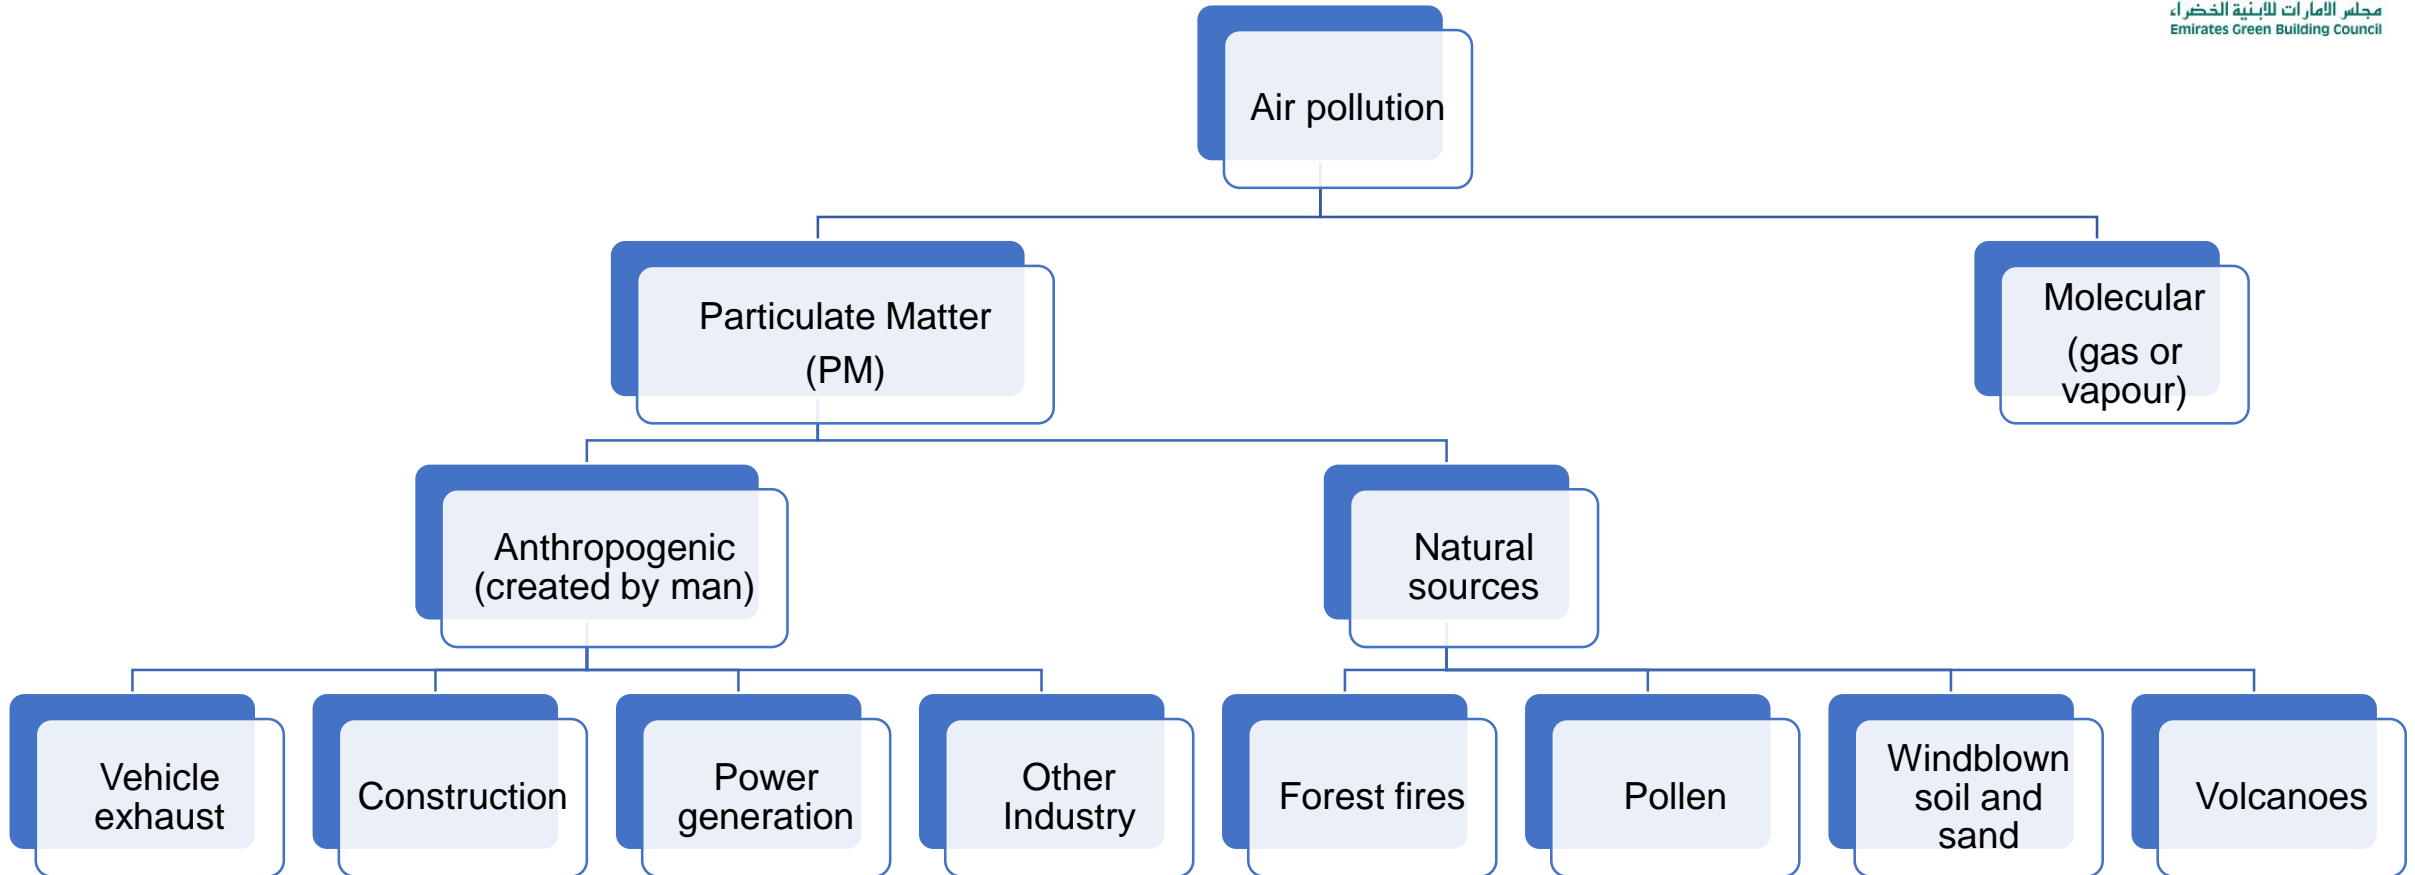 مجلس الامارات للأبنية الخضراء
Emirates Green Building Council
Air pollution
Particulate Matter
(PM)
Molecular
(gas or
vapour)
Anthropogenic
(created by man)
Natural
sources
Vehicle
exhaust
Construction
Power
generation
Other
Industry
Forest fires
Pollen
Windblown
soil and
sand
Volcanoes